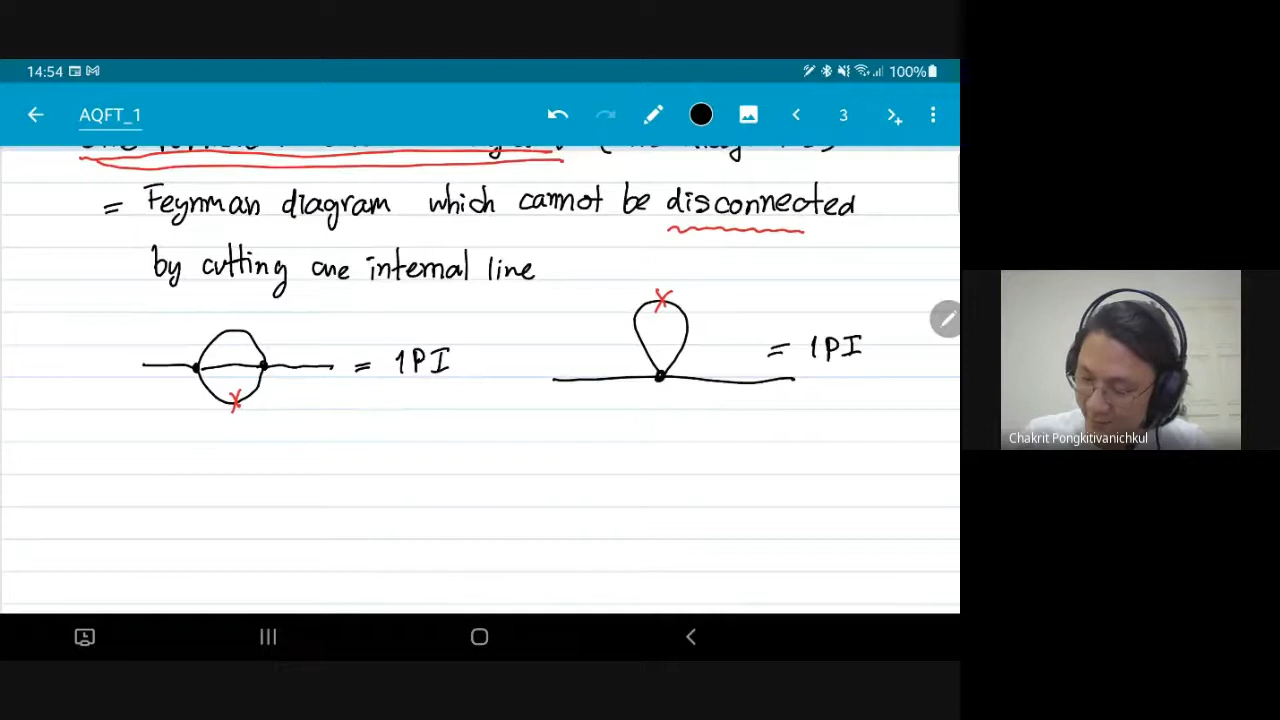 14:54 100%
AQFT_1 3
= Feynman diagram which cannot be disconnected
by cutting one internal line
= 1PI
= 1PI
Chakrit Pongkitivanichkul